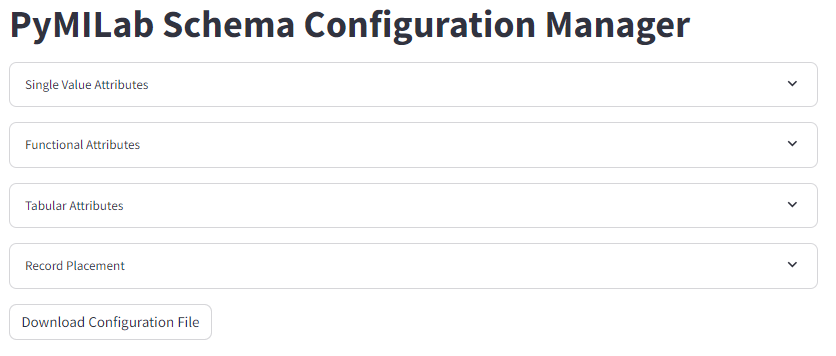 PyMILab Schema Configuration Manager
Single Value Attributes
Functional Attributes
Tabular Attributes
Record Placement
Download Configuration File